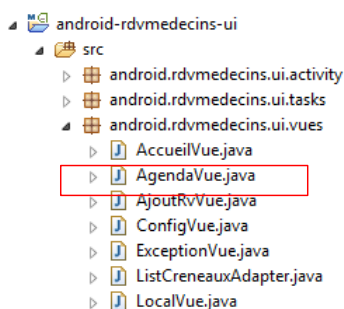 android-rdvmedecins-ui
src
android.rdvmedecins.ui.activity
android.rdvmedecins.ui.tasks
android.rdvmedecins.ui.vues
AccueilVue.java
AgendaVue.java
AjoutRvVue.java
ConfigVue.java
ExceptionVue.java
ListCreneauxAdapter.java
LocalVue.java